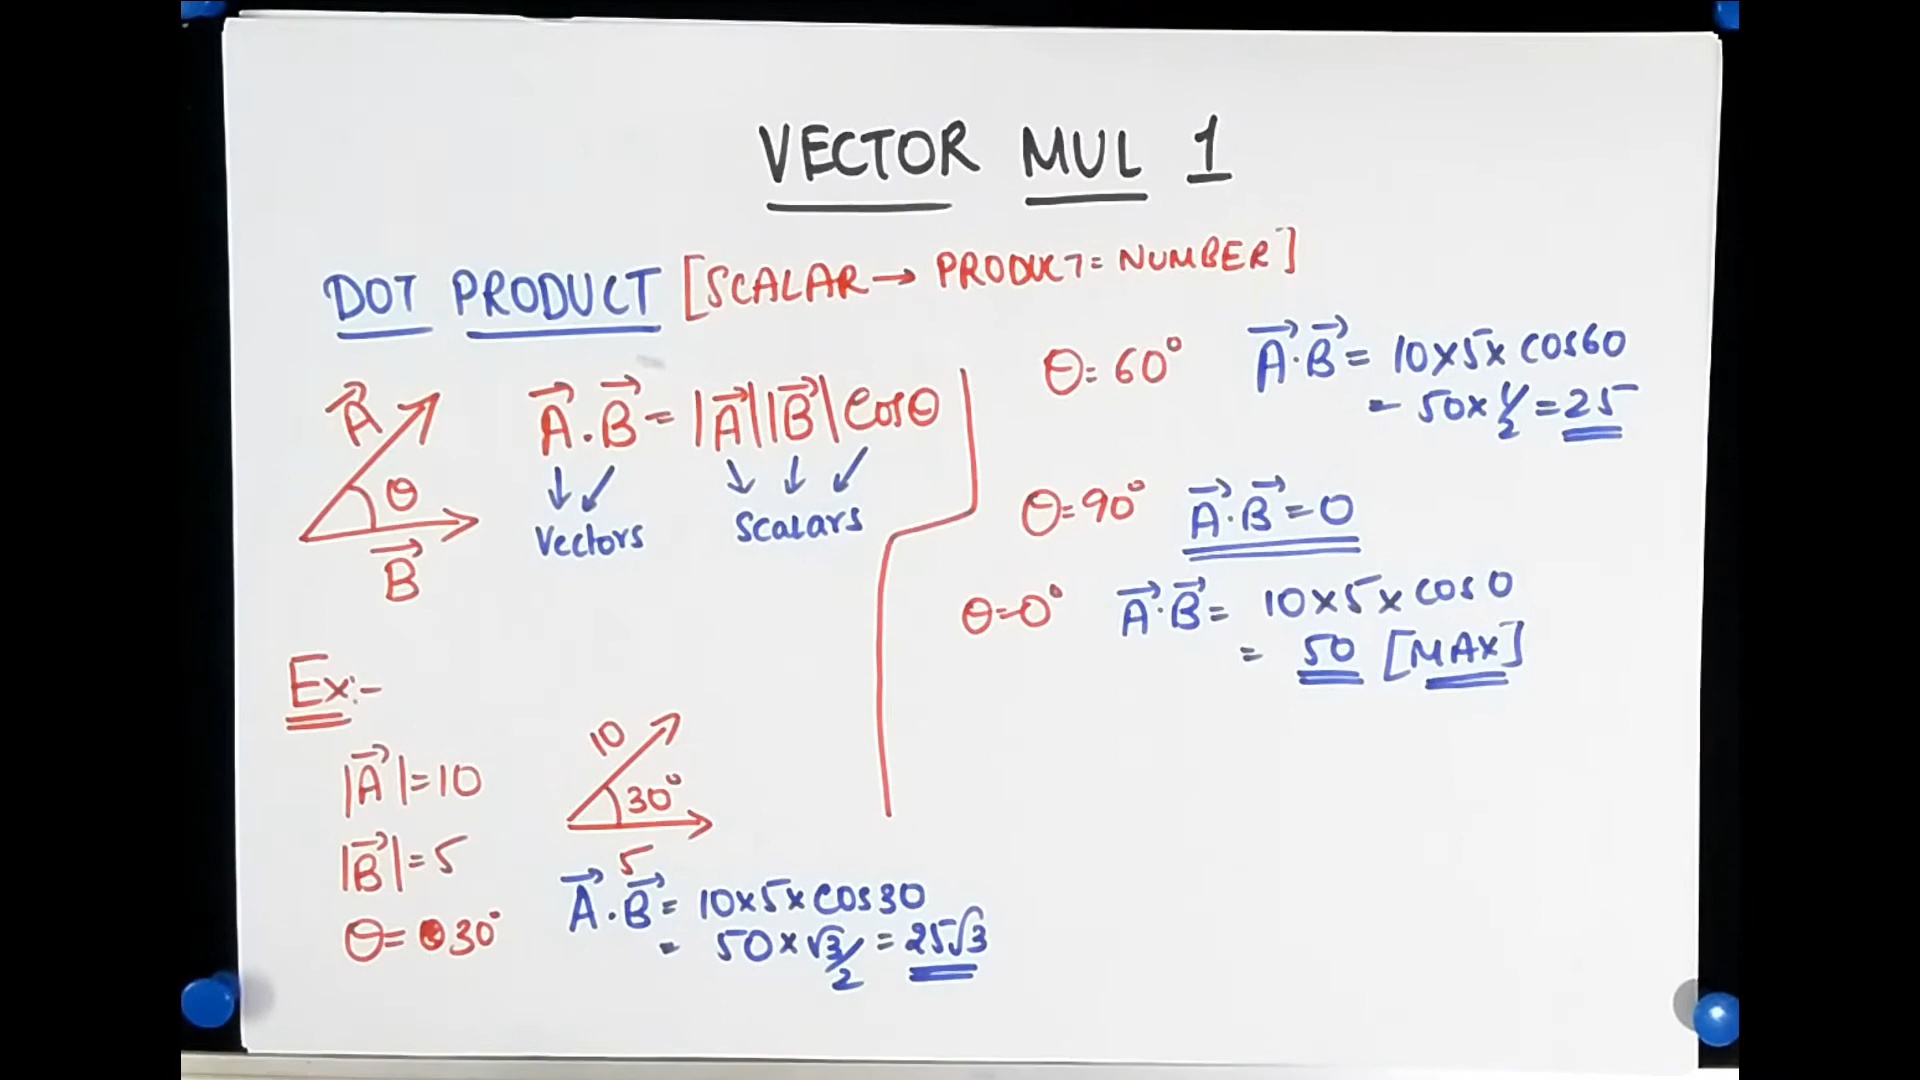 VECTOR MUL 1
DOT PRODUCT [SCALAR → PRODUCT = NUMBER]
A⃗
θ
B⃗
A⃗ . B⃗ = |A⃗||B⃗| Cosθ
Vectors
Scalars
Ex:-
|A⃗| = 10
|B⃗| = 5
θ = 30°
10
30°
5
A⃗ . B⃗ = 10 x 5 x cos30
= 50 x √3/2 = 25√3
θ = 60° A⃗ . B⃗ = 10 x 5 x cos60
= 50 x 1/2 = 25
θ = 90° A⃗ . B⃗ = 0
θ = 0° A⃗ . B⃗ = 10 x 5 x cos 0
= 50 [MAX]